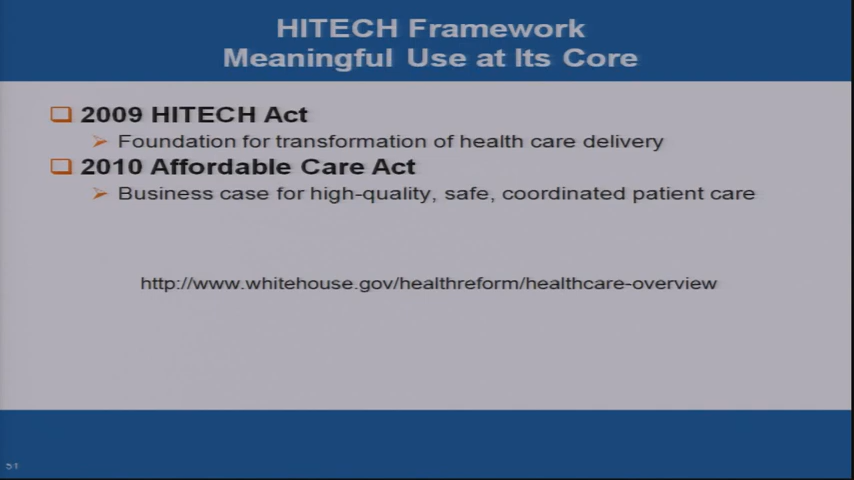 HITECH Framework
Meaningful Use at Its Core
2009 HITECH Act
Foundation for transformation of health care delivery
2010 Affordable Care Act
Business case for high-quality, safe, coordinated patient care
http://www.whitehouse.gov/healthreform/healthcare-overview
51